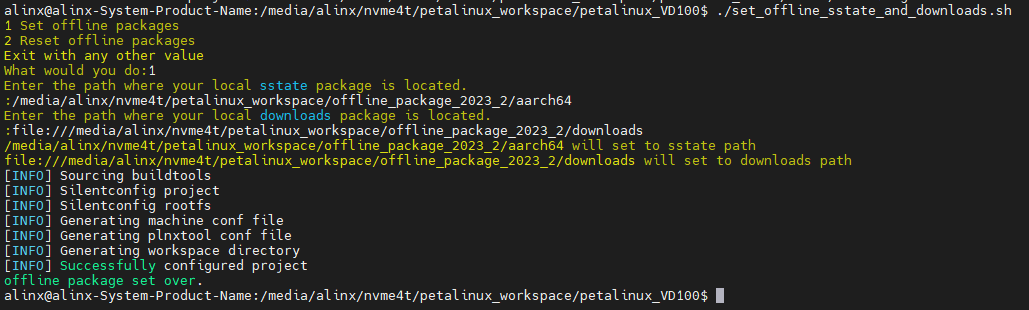 alinx@alinx-System-Product-Name:/media/alinx/nvme4t/petalinux_workspace/petalinux_VD100$ ./set_offline_sstate_and_downloads.sh
1 Set offline packages
2 Reset offline packages
Exit with any other value
What would you do:1
Enter the path where your local sstate package is located.
:/media/alinx/nvme4t/petalinux_workspace/offline_package_2023_2/aarch64
Enter the path where your local downloads package is located.
:file:///media/alinx/nvme4t/petalinux_workspace/offline_package_2023_2/downloads
/media/alinx/nvme4t/petalinux_workspace/offline_package_2023_2/aarch64 will set to sstate path
file:///media/alinx/nvme4t/petalinux_workspace/offline_package_2023_2/downloads will set to downloads path
[INFO] Sourcing buildtools
[INFO] Silentconfig project
[INFO] Silentconfig rootfs
[INFO] Generating machine conf file
[INFO] Generating plnxtool conf file
[INFO] Generating workspace directory
[INFO] Successfully configured project
offline package set over.
alinx@alinx-System-Product-Name:/media/alinx/nvme4t/petalinux_workspace/petalinux_VD100$